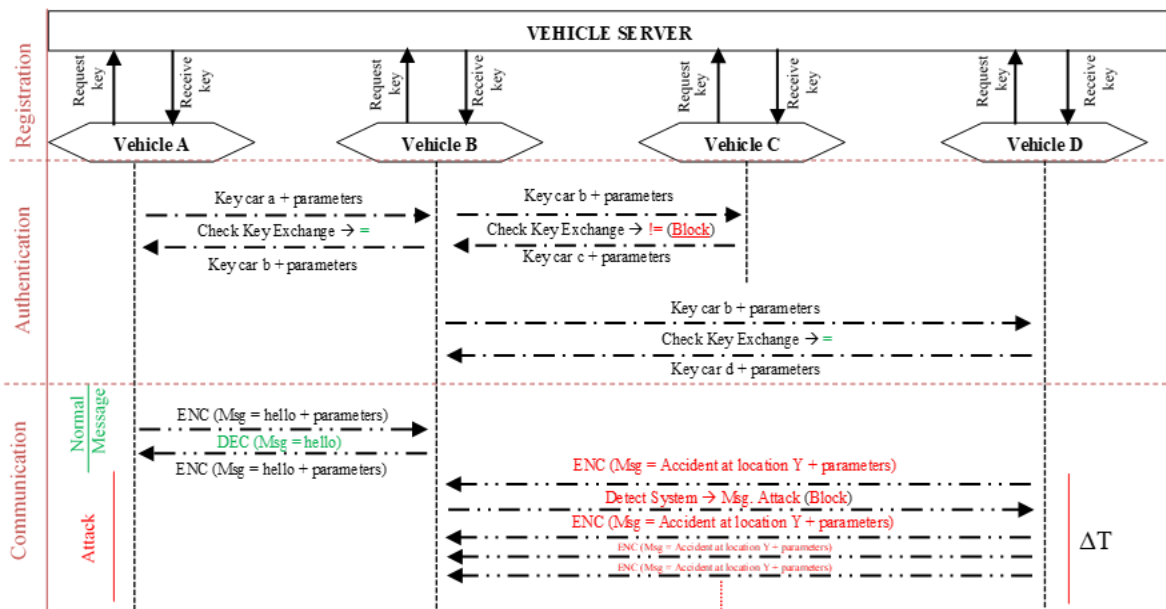 VEHICLE SERVER
Registration
Request
key
Receive
key
Request
key
Receive
key
Request
key
Receive
key
Request
key
Receive
key
Vehicle A
Vehicle B
Vehicle C
Vehicle D
Authentication
Key car a + parameters
Key car b + parameters
Check Key Exchange → =
Check Key Exchange → != (Block)
Key car b + parameters
Key car c + parameters
Key car b + parameters
Check Key Exchange → =
Key car d + parameters
Communication
Normal
Message
ENC (Msg = hello + parameters)
DEC (Msg = hello)
ENC (Msg = hello + parameters)
Attack
ENC (Msg = Accident at location Y + parameters)
Detect System → Msg. Attack (Block)
ENC (Msg = Accident at location Y + parameters)
ENC (Msg = Accident at location Y + parameters)
ENC (Msg = Accident at location Y + parameters)
ΔT